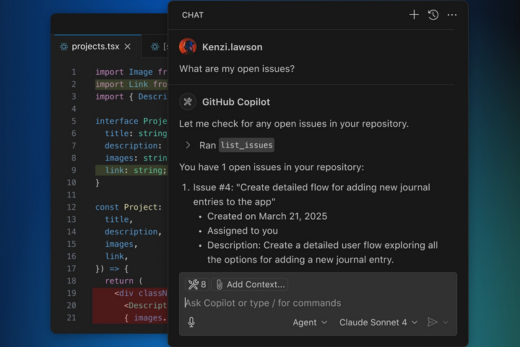 projects.tsx
1 import Image fr
2 import Link fro
3 import { Descri
4
5 interface Proje
6 title: string
7 description:
8 images: strin
9 link: string;
10 }
11
12 const Project:
13 title,
14 description,
15 images,
16 link,
17 }) => {
18 return (
19 <div classN
20 <Descript
21 { images.
CHAT
Kenzi.lawson
What are my open issues?
GitHub Copilot
Let me check for any open issues in your repository.
Ran list_issues
You have 1 open issues in your repository:
1. Issue #4: "Create detailed flow for adding new journal
entries to the app"
• Created on March 21, 2025
• Assigned to you
• Description: Create a detailed user flow exploring all
the options for adding a new journal entry.
8 Add Context...
Ask Copilot or type / for commands
Agent Claude Sonnet 4